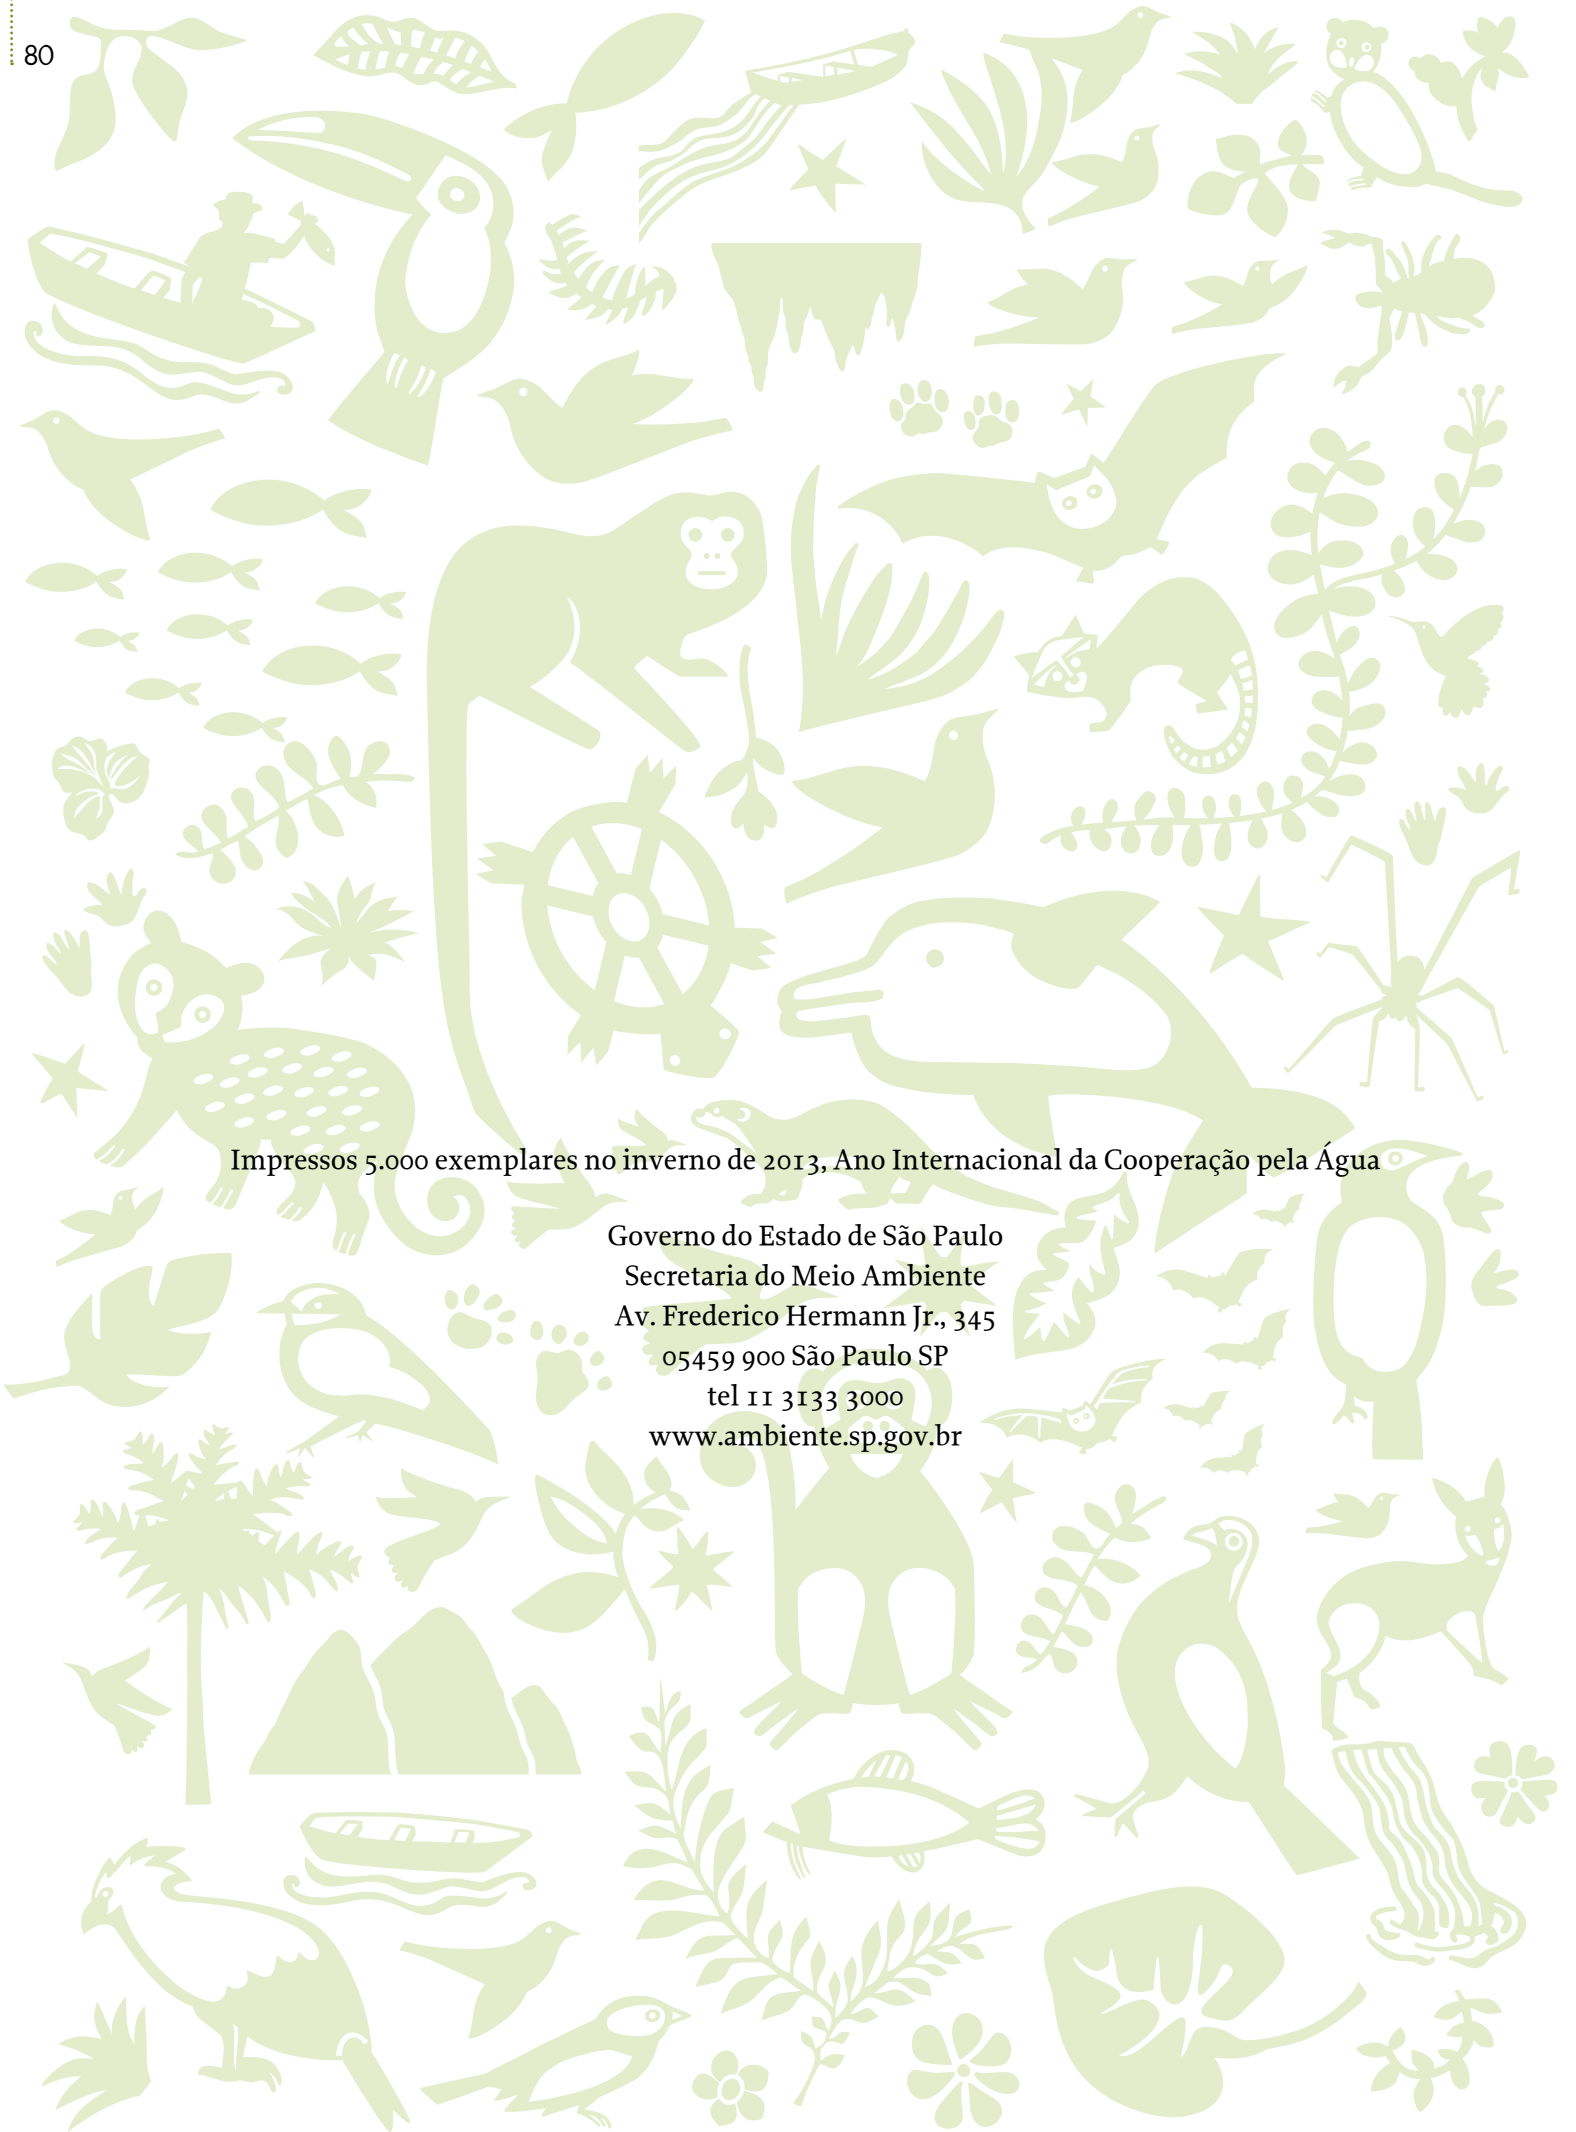 80
Impressos 5.000 exemplares no inverno de 2013, Ano Internacional da Cooperação pela Água
Governo do Estado de São Paulo
Secretaria do Meio Ambiente
Av. Frederico Hermann Jr., 345
05459 900 São Paulo SP
tel 11 3133 3000
www.ambiente.sp.gov.br